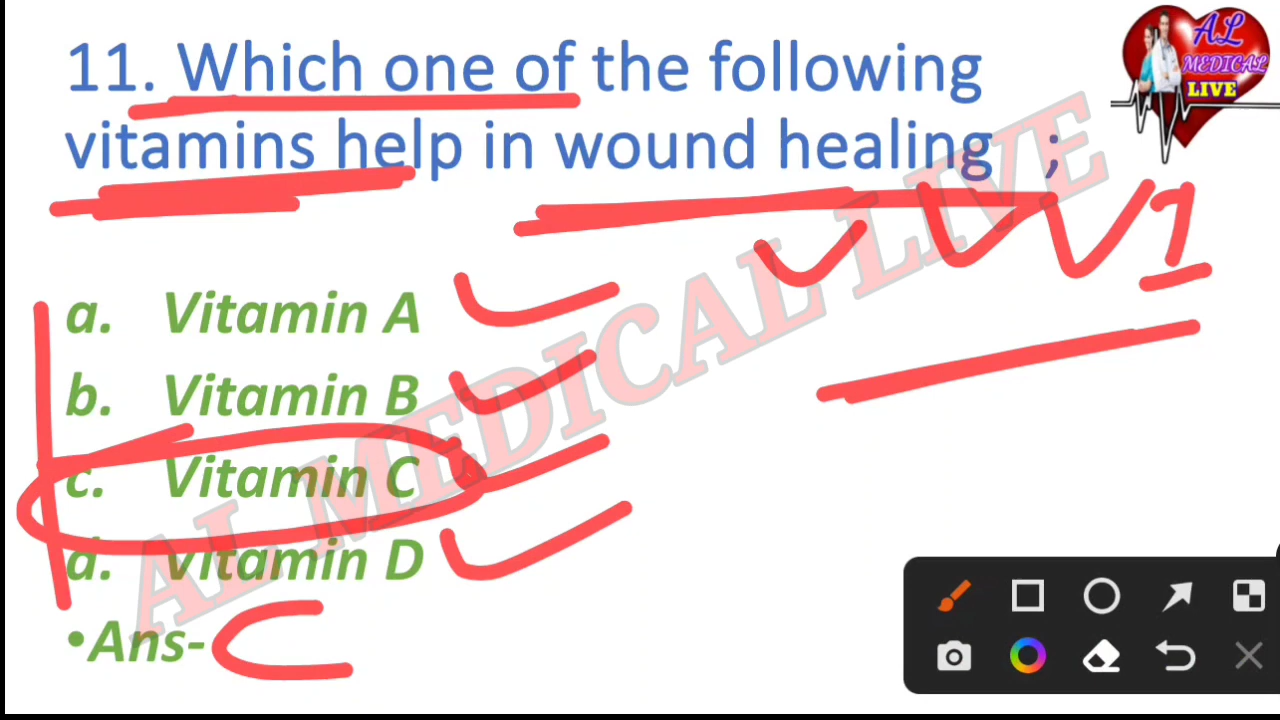 11. Which one of the following
vitamins help in wound healing ;
a. Vitamin A
b. Vitamin B
c. Vitamin C
d. Vitamin D
•Ans- C
1
AL
MEDICAL
LIVE
AL MEDICAL LIVE